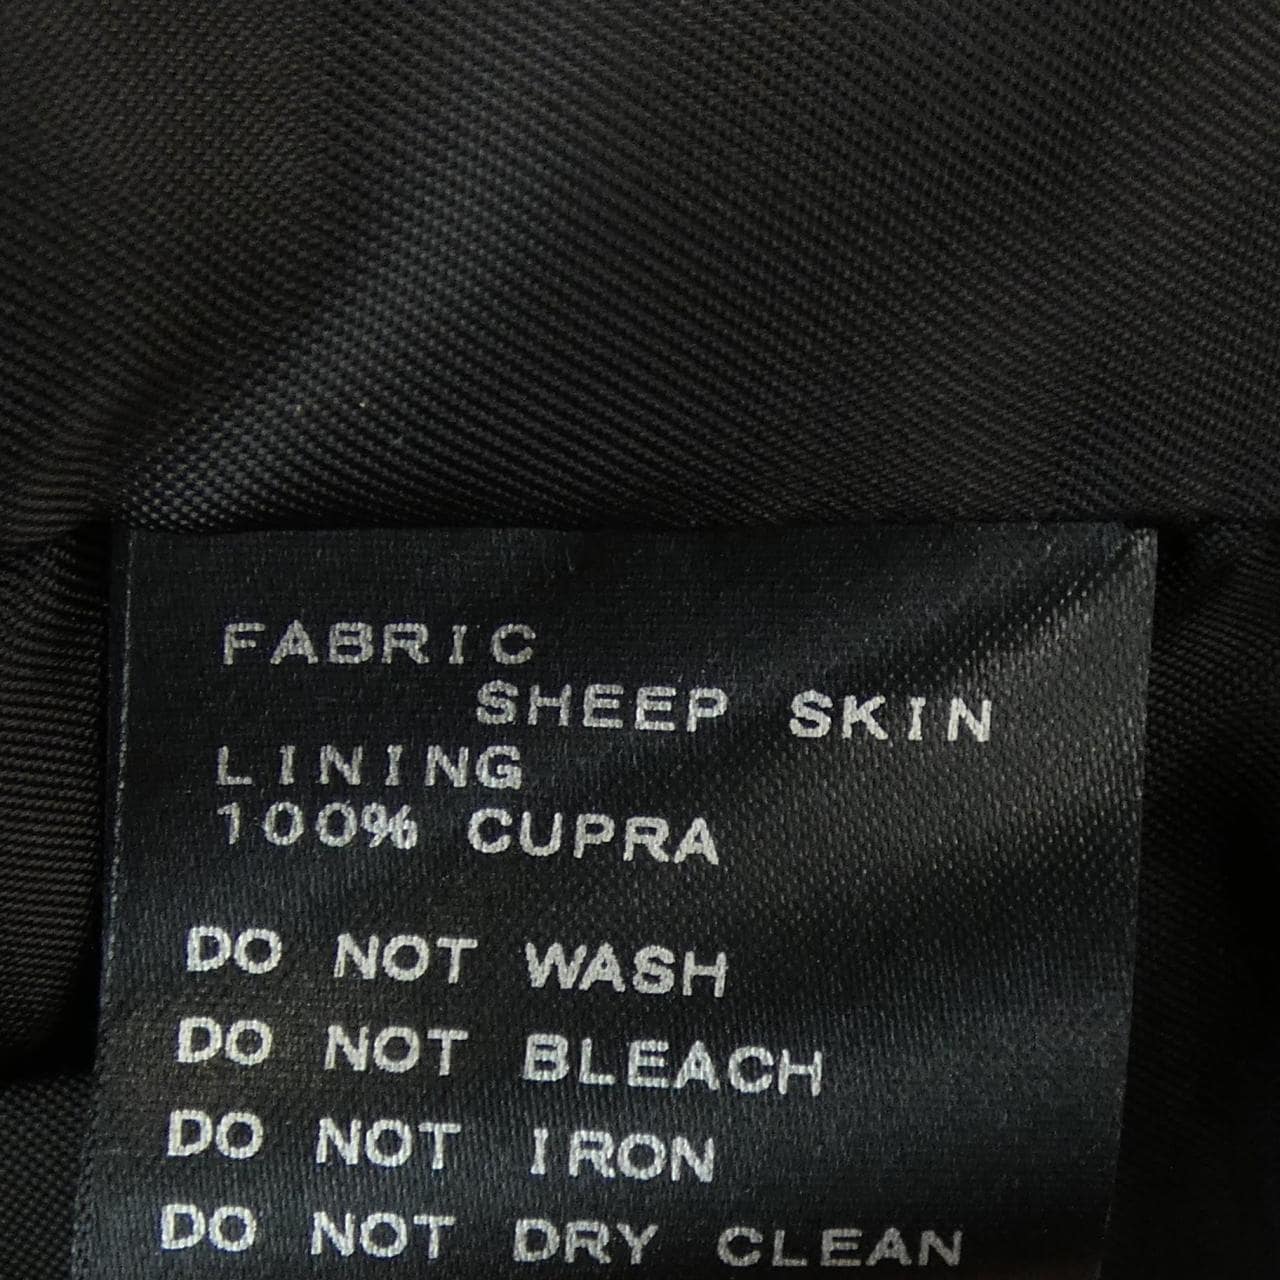 FABRIC
SHEEP SKIN
LINING
100% CUPRA
DO NOT WASH
DO NOT BLEACH
DO NOT IRON
DO NOT DRY CLEAN